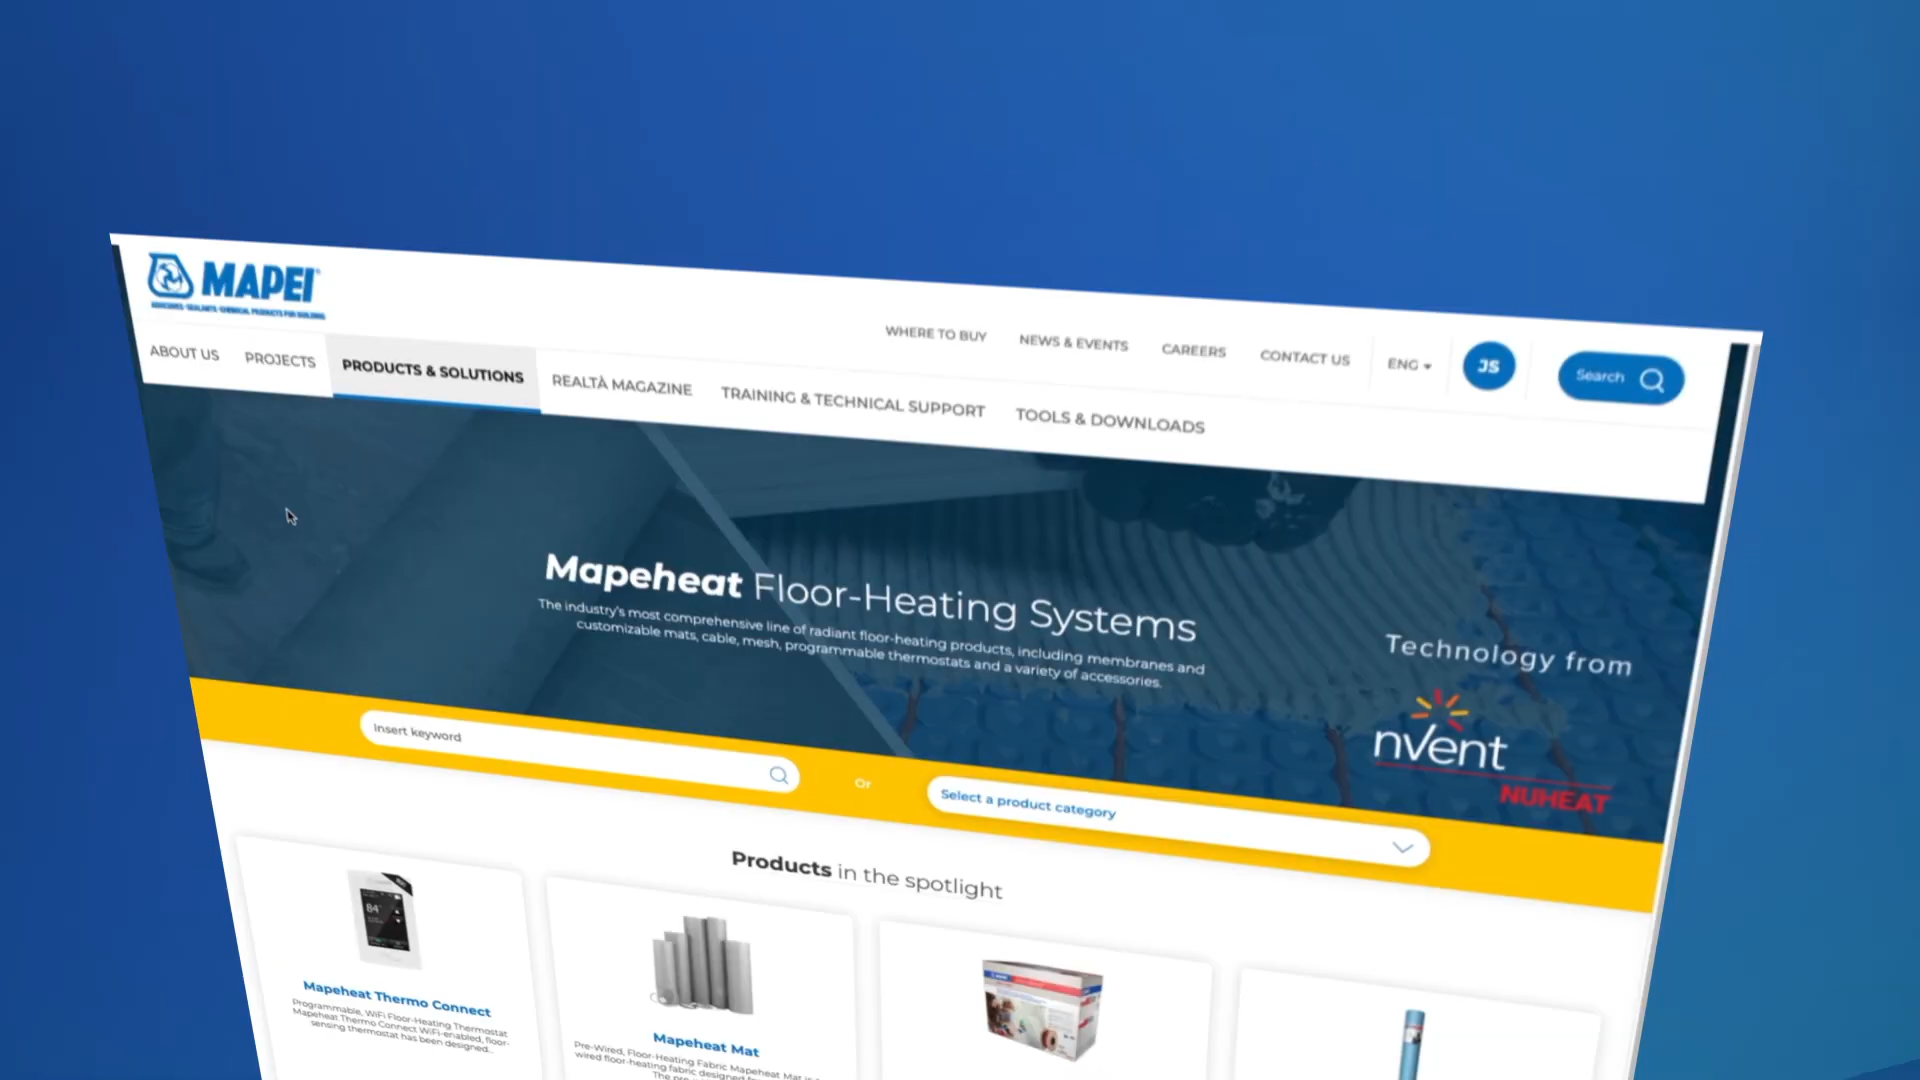 MAPEI
ADHESIVES • SEALANTS • CHEMICAL PRODUCTS FOR BUILDING
WHERE TO BUY
NEWS & EVENTS
CAREERS
CONTACT US
ENG
JS
Search
ABOUT US
PROJECTS
PRODUCTS & SOLUTIONS
REALTÀ MAGAZINE
TRAINING & TECHNICAL SUPPORT
TOOLS & DOWNLOADS
Mapeheat Floor-Heating Systems
The industry's most comprehensive line of radiant floor-heating products, including membranes and
customizable mats, cable, mesh, programmable thermostats and a variety of accessories.
Technology from
nvent
NUHEAT
Insert keyword
Or
Select a product category
Products in the spotlight
84°
Mapeheat Thermo Connect
Programmable, WiFi Floor-Heating Thermostat
Mapeheat Thermo Connect WiFi-enabled, floor-
sensing thermostat has been designed...
Mapeheat Mat
Pre-Wired, Floor-Heating Fabric Mapeheat Mat is
wired floor-heating fabric designed
The